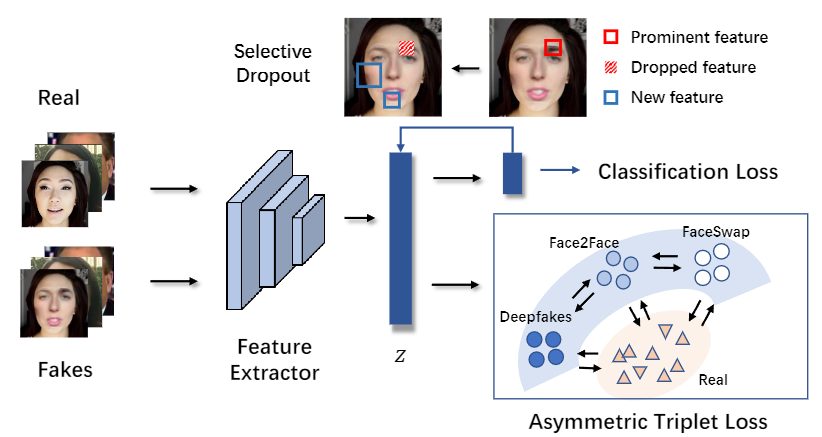 Selective
Dropout
Prominent feature
Dropped feature
New feature
Real
Classification Loss
Face2Face
FaceSwap
Deepfakes
Real
Feature
Extractor
Z
Fakes
Asymmetric Triplet Loss